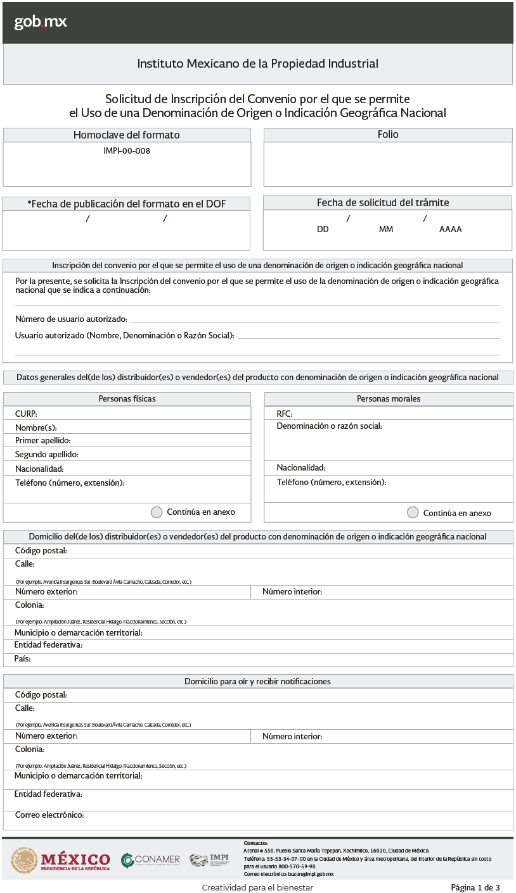 gob.mx
Instituto Mexicano de la Propiedad Industrial
Solicitud de Inscripción del Convenio por el que se permite
el Uso de una Denominación de Origen o Indicación Geográfica Nacional
Homoclave del formato
IMPI-00-008
Folio
*Fecha de publicación del formato en el DOF
/ /
Fecha de solicitud del trámite
/ /
DD MM AAAA
Inscripción del convenio por el que se permite el uso de una denominación de origen o indicación geográfica nacional
Por la presente, se solicita la Inscripción del convenio por el que se permite el uso de la denominación de origen o indicación geográfica
nacional que se indica a continuación:
Número de usuario autorizado:
Usuario autorizado (Nombre, Denominación o Razón Social):
Datos generales del(de los) distribuidor(es) o vendedor(es) del producto con denominación de origen o indicación geográfica nacional
Personas físicas
CURP:
Nombre(s):
Primer apellido:
Segundo apellido:
Nacionalidad:
Teléfono (número, extensión):
Continúa en anexo
Personas morales
RFC:
Denominación o razón social:
Nacionalidad:
Teléfono (número, extensión):
Continúa en anexo
Domicilio del(de los) distribuidor(es) o vendedor(es) del producto con denominación de origen o indicación geográfica nacional
Código postal:
Calle:
(Por ejemplo, Avenida Insurgentes Sur, Boulevard Ávila Camacho, Calzada, Corredor, etc.)
Número exterior: Número interior:
Colonia:
(Por ejemplo, Ampliación Juárez, Residencial Hidalgo, Fraccionamiento, Sección, etc.)
Municipio o demarcación territorial:
Entidad federativa:
País:
Domicilio para oír y recibir notificaciones
Código postal:
Calle:
(Por ejemplo, Avenida Insurgentes Sur, Boulevard Ávila Camacho, Calzada, Corredor, etc.)
Número exterior: Número interior:
Colonia:
(Por ejemplo, Ampliación Juárez, Residencial Hidalgo, Fraccionamiento, Sección, etc.)
Municipio o demarcación territorial:
Entidad federativa:
Correo electrónico:
MÉXICO
PRESIDENCIA DE LA REPÚBLICA
CONAMER
IMPI
Contacto:
Arenal # 550, Pueblo Santa María Tepepan, Xochimilco, 16020, Ciudad de México.
Teléfono: 55-53-34-07-00 en la Ciudad de México y área metropolitana, del interior de la República sin costo
para el usuario 800-570-59-90.
Correo electrónico: buzon@impi.gob.mx
Creatividad para el bienestar
Página 1 de 3